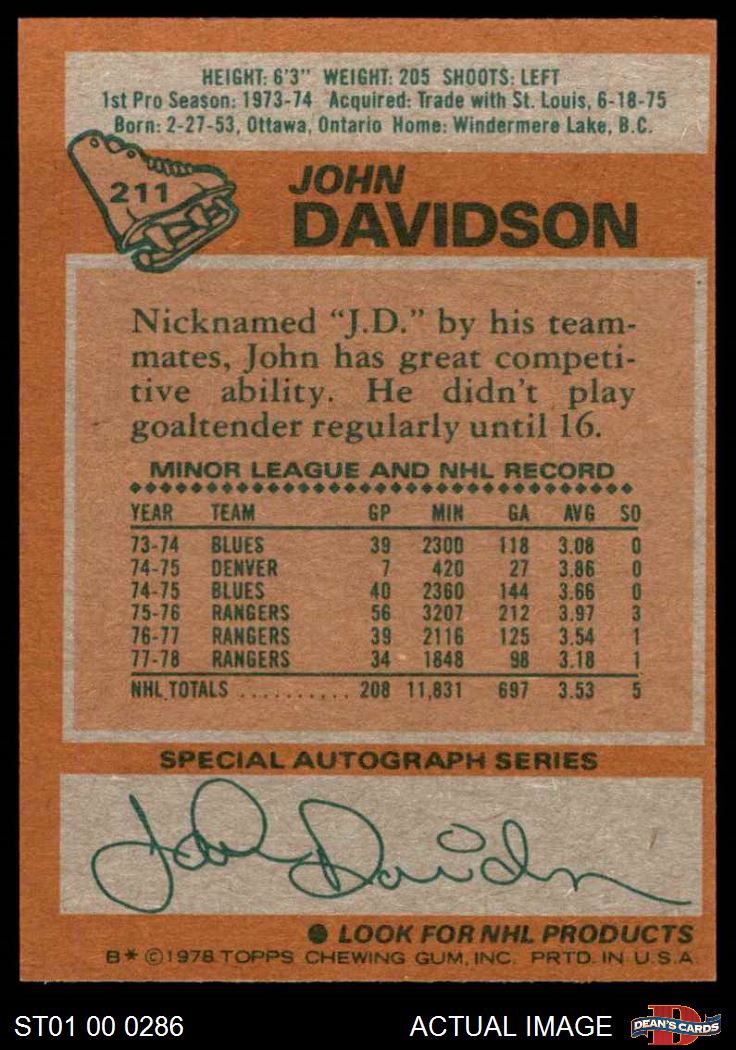 HEIGHT: 6'3" WEIGHT: 205 SHOOTS: LEFT
1st Pro Season: 1973-74 Acquired: Trade with St. Louis, 6-18-75
Born: 2-27-53, Ottawa, Ontario Home: Windermere Lake, B.C.
211
JOHN
DAVIDSON
Nicknamed "J.D." by his team-
mates, John has great competi-
tive ability. He didn't play
goaltender regularly until 16.
MINOR LEAGUE AND NHL RECORD
YEAR TEAM GP MIN GA AVG SO
73-74 BLUES 39 2300 118 3.08 0
74-75 DENVER 7 420 27 3.86 0
74-75 BLUES 40 2360 144 3.66 0
75-76 RANGERS 56 3207 212 3.97 3
76-77 RANGERS 39 2116 125 3.54 1
77-78 RANGERS 34 1848 98 3.18 1
NHL TOTALS .......... 208 11,831 697 3.53 5
SPECIAL AUTOGRAPH SERIES
John Davidson
● LOOK FOR NHL PRODUCTS
B* ©1978 TOPPS CHEWING GUM, INC. PRTD. IN U.S.A
ST01 00 0286 ACTUAL IMAGE DEAN'S CARDS